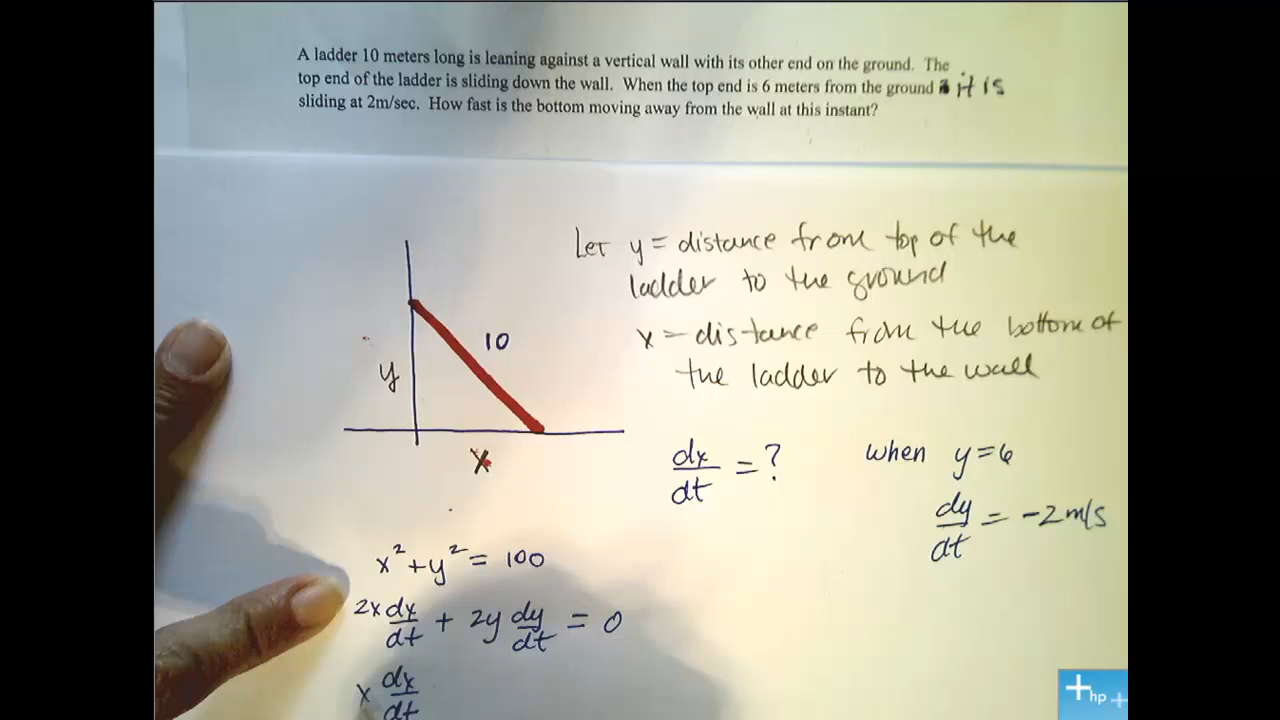 A ladder 10 meters long is leaning against a vertical wall with its other end on the ground. The
top end of the ladder is sliding down the wall. When the top end is 6 meters from the ground it is
sliding at 2m/sec. How fast is the bottom moving away from the wall at this instant?
Let y = distance from top of the
ladder to the ground
x = distance from the bottom of
the ladder to the wall
10
y
x
dx/dt = ?
when y = 6
dy/dt = -2 m/s
x² + y² = 100
2x dx/dt + 2y dy/dt = 0
x dx/dt
hp